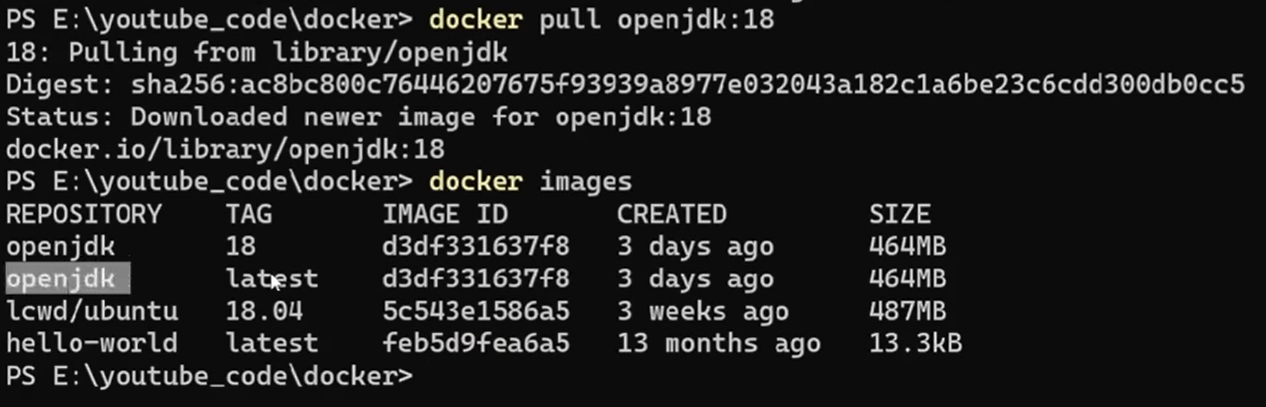 PS E:\youtube_code\docker> docker pull openjdk:18
18: Pulling from library/openjdk
Digest: sha256:ac8bc800c76446207675f93939a8977e032043a182c1a6be23c6cdd300db0cc5
Status: Downloaded newer image for openjdk:18
docker.io/library/openjdk:18
PS E:\youtube_code\docker> docker images
REPOSITORY    TAG       IMAGE ID       CREATED         SIZE
openjdk       18        d3df331637f8   3 days ago      464MB
openjdk       latest    d3df331637f8   3 days ago      464MB
lcwd/ubuntu   18.04     5c543e1586a5   3 weeks ago     487MB
hello-world   latest    feb5d9fea6a5   13 months ago   13.3kB
PS E:\youtube_code\docker>